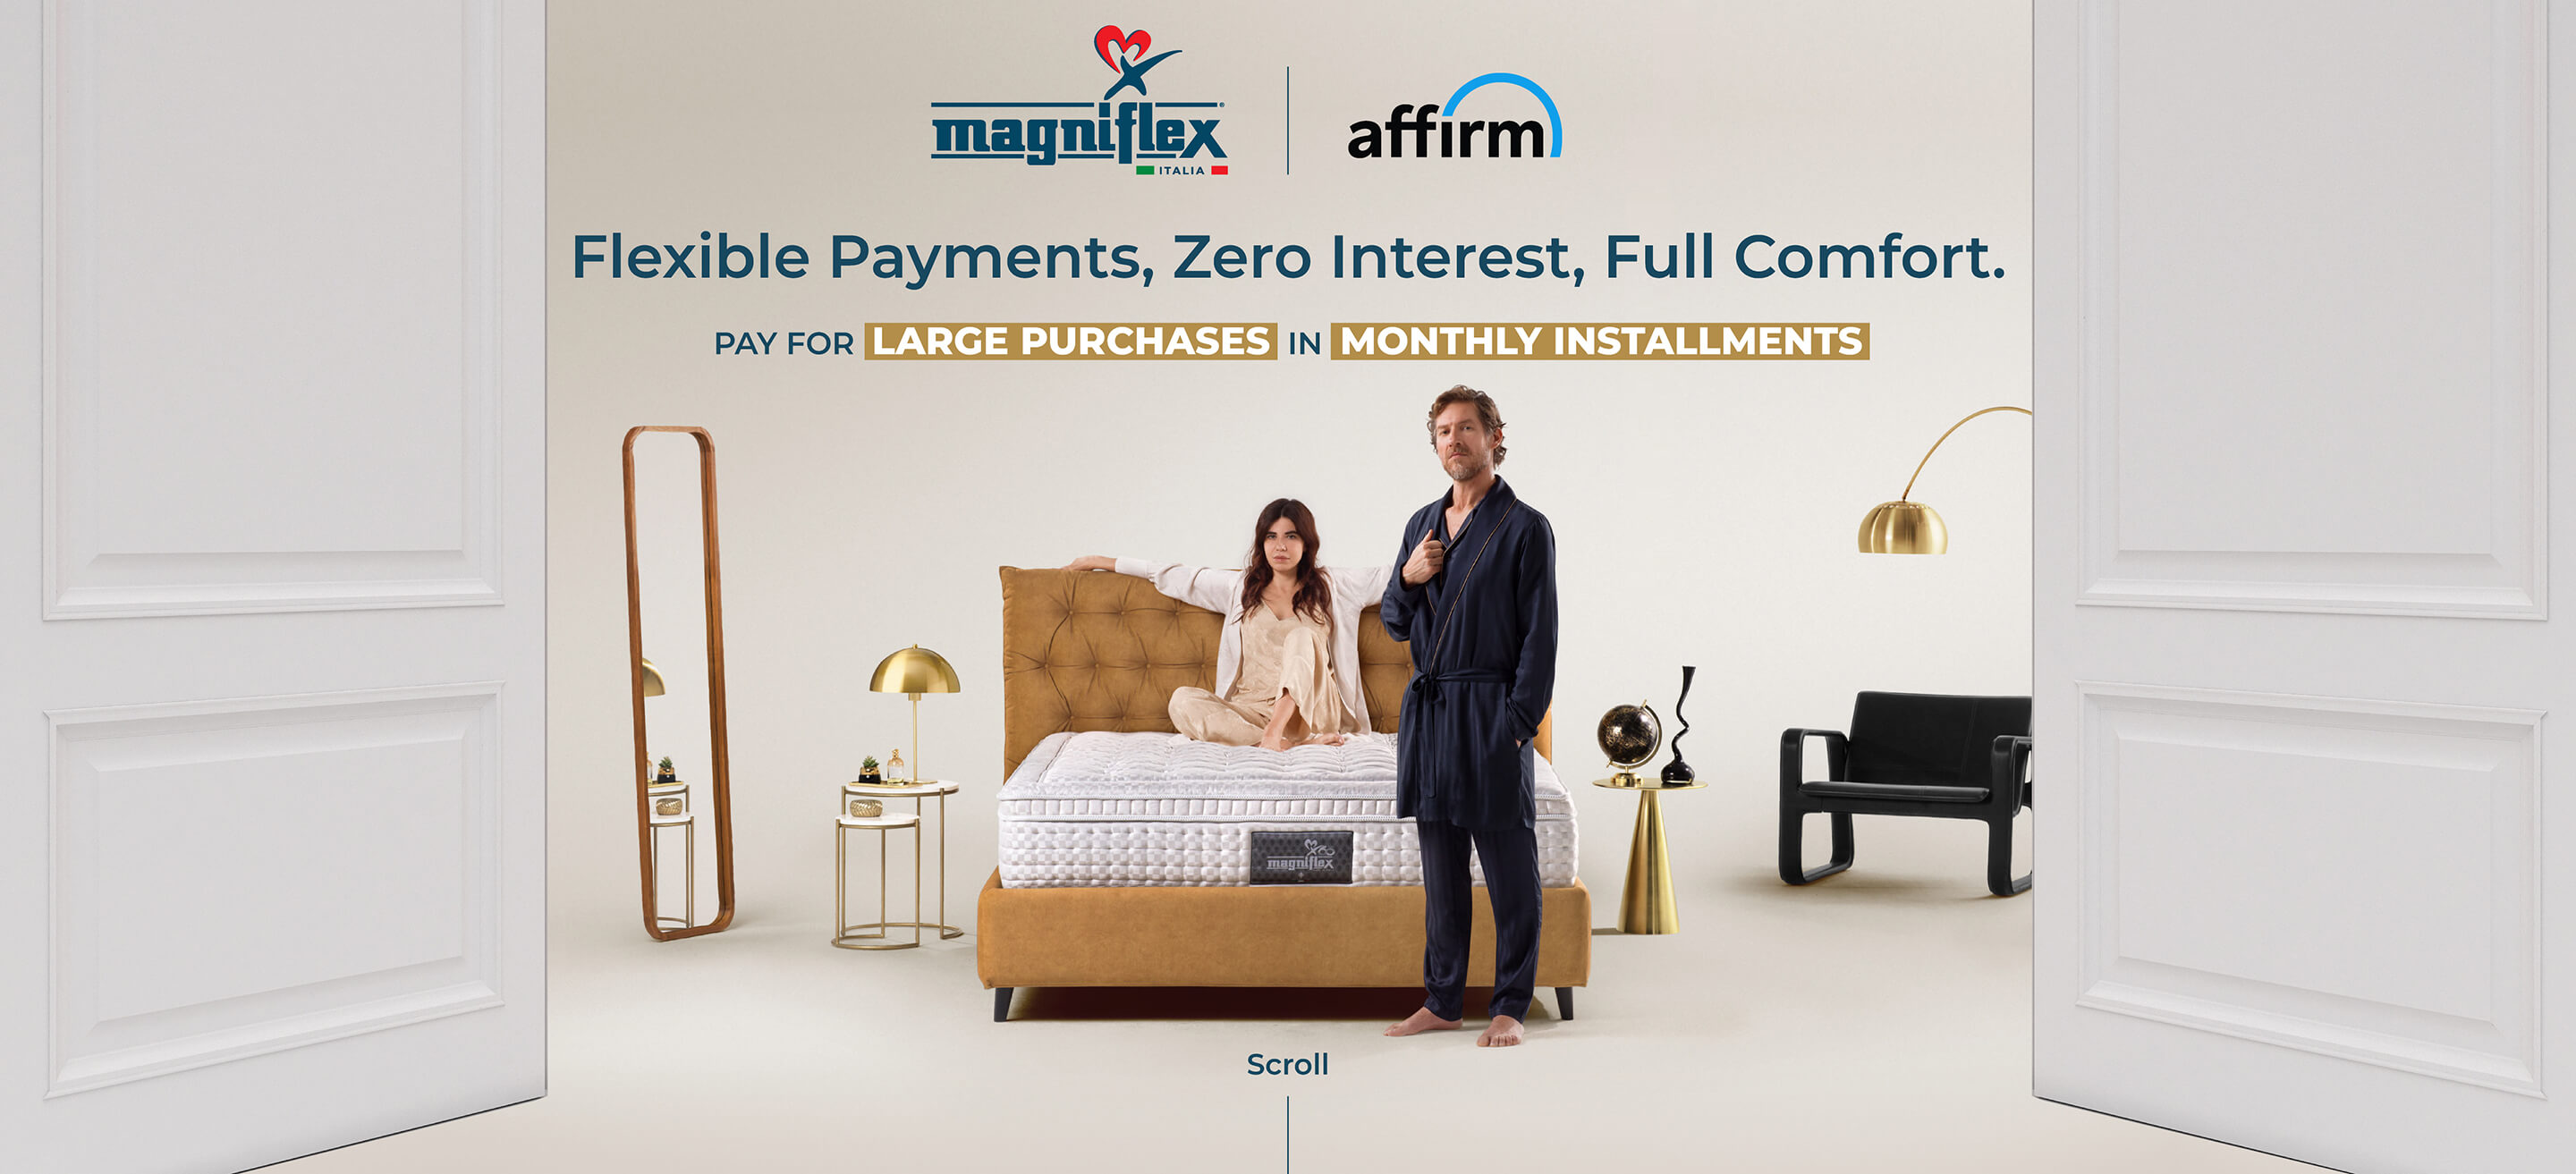 magniflex
ITALIA
affirm
Flexible Payments, Zero Interest, Full Comfort.
PAY FOR LARGE PURCHASES IN MONTHLY INSTALLMENTS
magniflex
Scroll